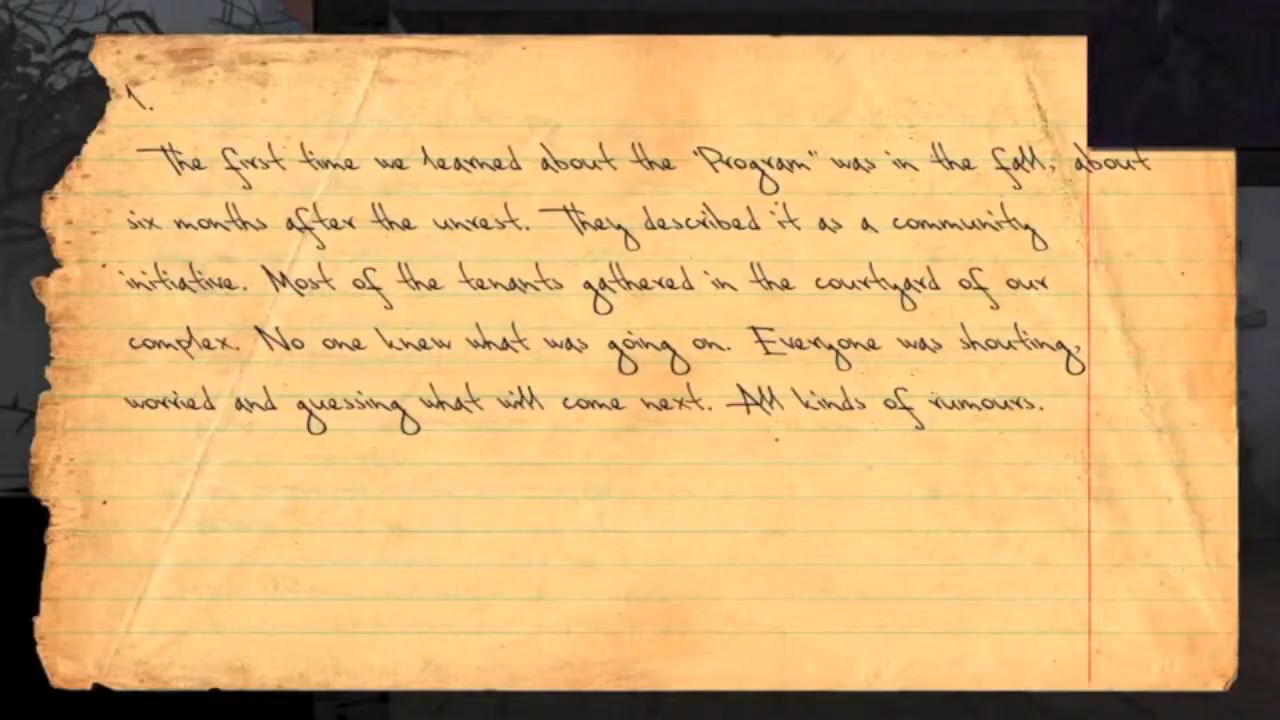 1.
The first time we learned about the "Program" was in the fall, about
six months after the unrest. They described it as a community
initiative. Most of the tenants gathered in the courtyard of our
complex. No one knew what was going on. Everyone was shouting,
worried and guessing what will come next. All kinds of rumours.